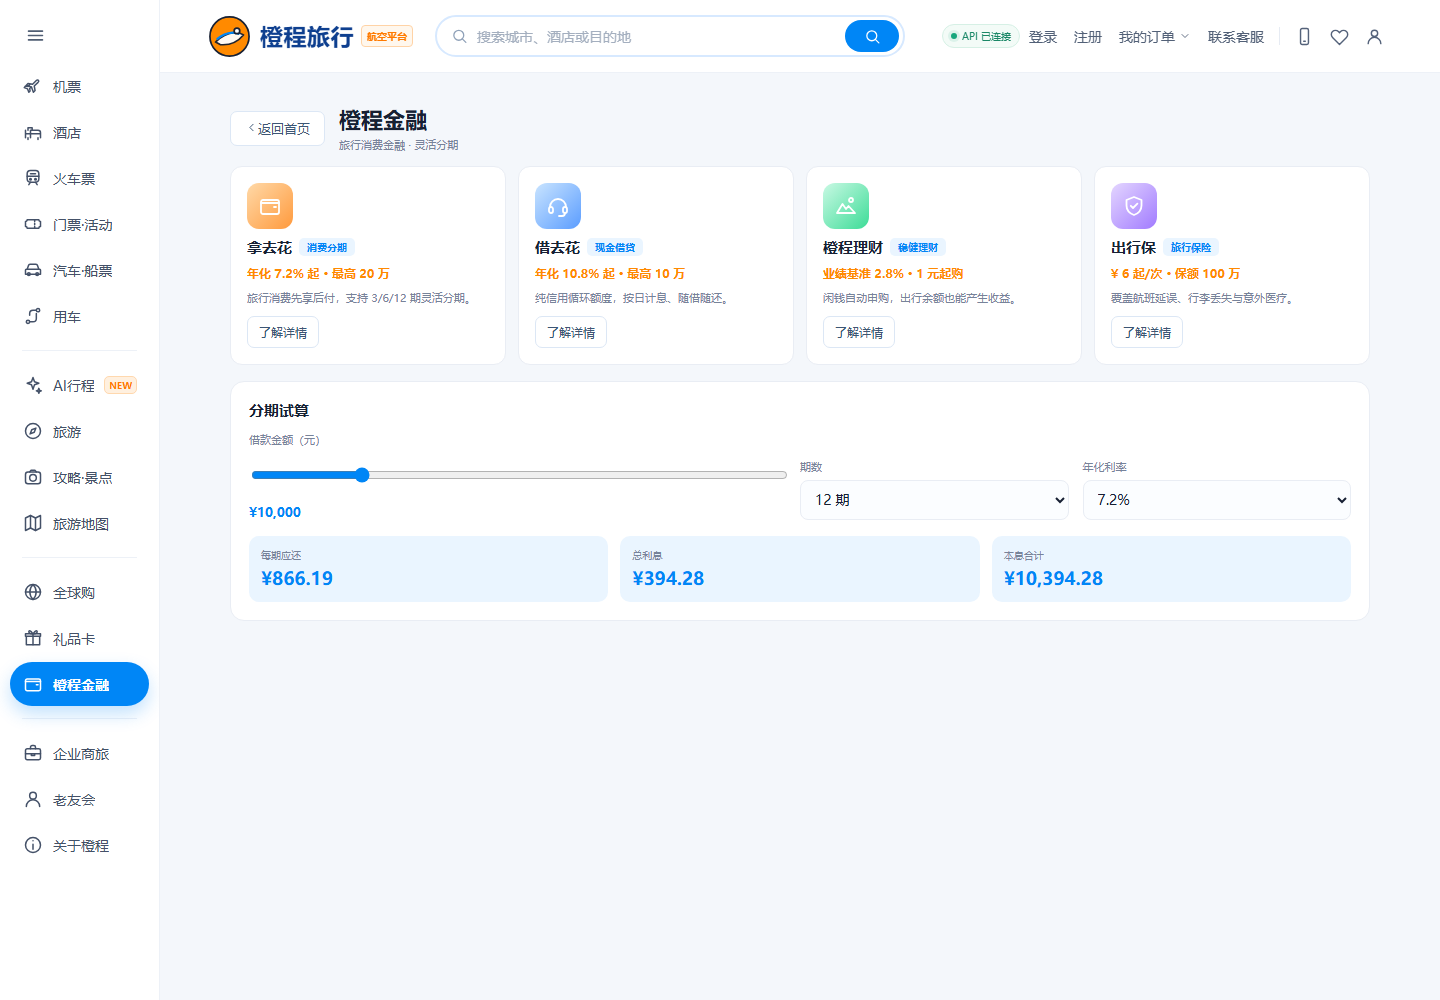 橙程旅行
航空平台
搜索城市、酒店或目的地
API 已连接
登录
注册
我的订单
联系客服
机票
酒店
火车票
门票·活动
汽车·船票
用车
AI行程 NEW
旅游
攻略·景点
旅游地图
全球购
礼品卡
橙程金融
企业商旅
老友会
关于橙程
返回首页
橙程金融
旅行消费金融 · 灵活分期
拿去花 消费分期
年化 7.2% 起 • 最高 20 万
旅行消费先享后付，支持 3/6/12 期灵活分期。
了解详情
借去花 现金借贷
年化 10.8% 起 • 最高 10 万
纯信用循环额度，按日计息、随借随还。
了解详情
橙程理财 稳健理财
业绩基准 2.8% • 1 元起购
闲钱自动申购，出行余额也能产生收益。
了解详情
出行保 旅行保险
¥ 6 起/次 • 保额 100 万
覆盖航班延误、行李丢失与意外医疗。
了解详情
分期试算
借款金额（元）
¥10,000
期数
12 期
年化利率
7.2%
每期应还
¥866.19
总利息
¥394.28
本息合计
¥10,394.28